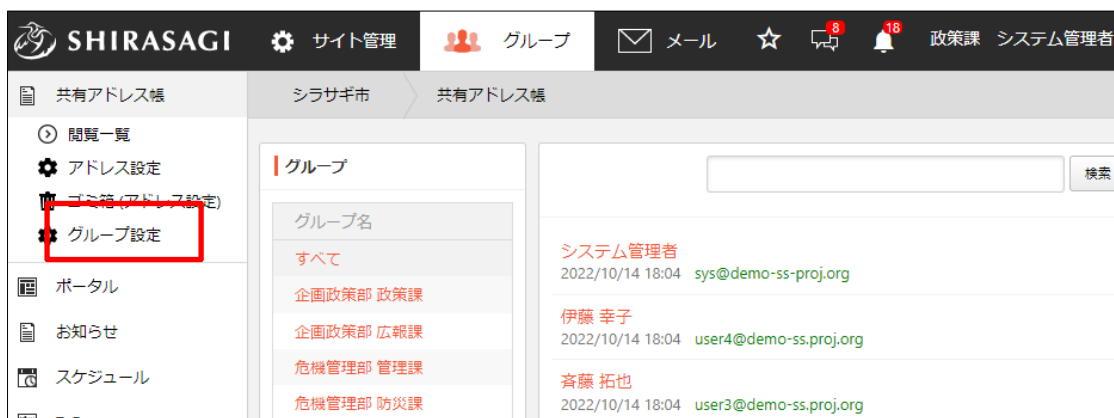 SHIRASAGI サイト管理 グループ メール 8 18 政策課 システム管理者
共有アドレス帳
閲覧一覧
アドレス設定
ゴミ箱 (アドレス設定)
グループ設定
ポータル
お知らせ
スケジュール
シラサギ市 共有アドレス帳
グループ
グループ名
すべて
企画政策部 政策課
企画政策部 広報課
危機管理部 管理課
危機管理部 防災課
検索
システム管理者
2022/10/14 18:04 sys@demo-ss-proj.org
伊藤 幸子
2022/10/14 18:04 user4@demo-ss.proj.org
斉藤 拓也
2022/10/14 18:04 user3@demo-ss.proj.org